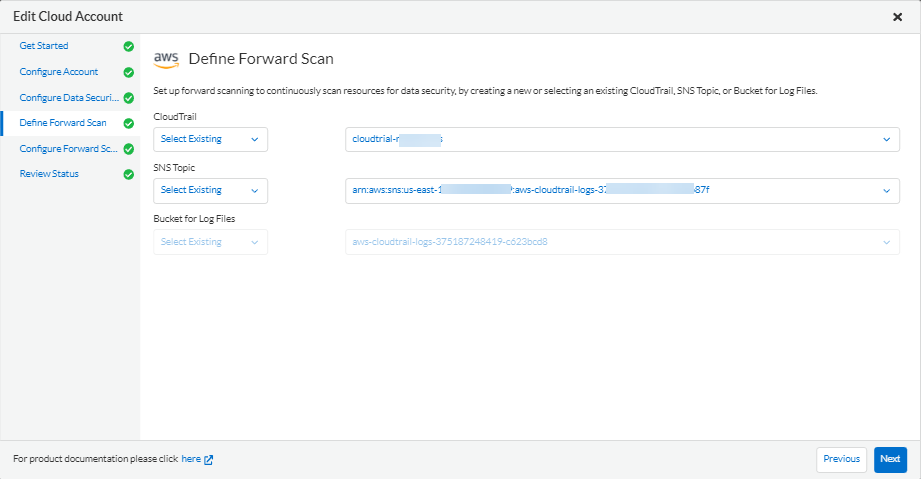 Edit Cloud Account
Get Started
Configure Account
Configure Data Securi...
Define Forward Scan
Configure Forward Sc...
Review Status
aws Define Forward Scan
Set up forward scanning to continuously scan resources for data security, by creating a new or selecting an existing CloudTrail, SNS Topic, or Bucket for Log Files.
CloudTrail
Select Existing cloudtrial-
SNS Topic
Select Existing arn:aws:sns:us-east-1 :aws-cloudtrail-logs-37 87f
Bucket for Log Files
Select Existing aws-cloudtrail-logs-375187248419-c623bcd8
For product documentation please click here
Previous Next